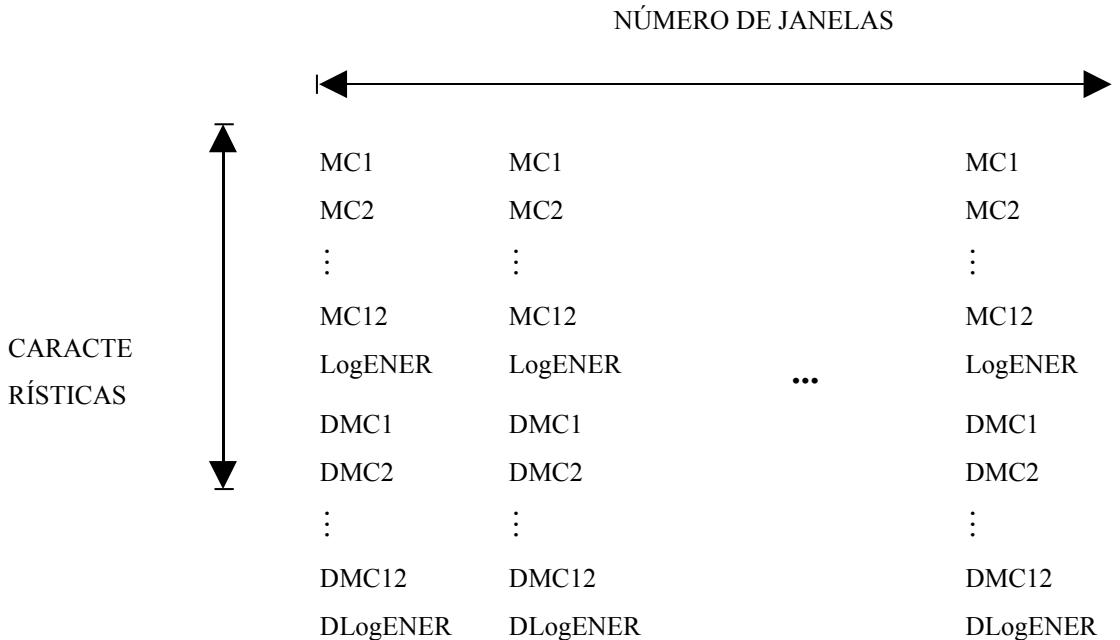 NÚMERO DE JANELAS
MC1 MC1 MC1
MC2 MC2 MC2
⋮ ⋮ ⋮
MC12 MC12 MC12
CARACTE
RÍSTICAS
LogENER LogENER ... LogENER
DMC1 DMC1 DMC1
DMC2 DMC2 DMC2
⋮ ⋮ ⋮
DMC12 DMC12 DMC12
DLogENER DLogENER DLogENER